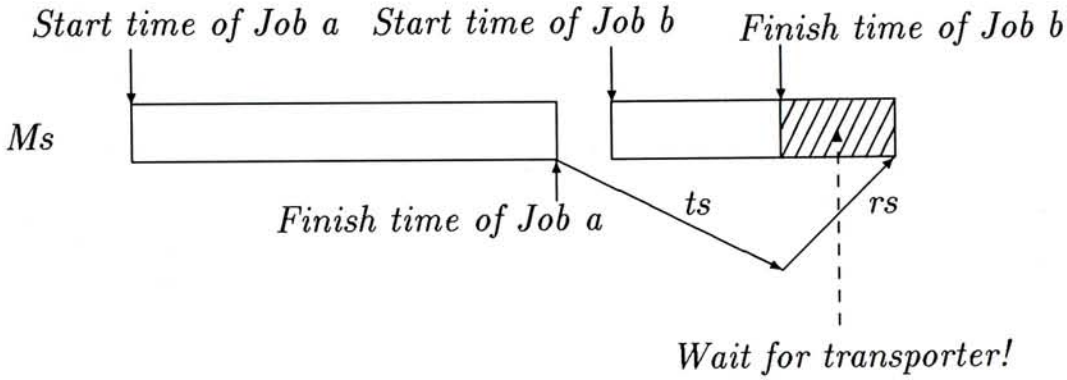 Start time of Job a Start time of Job b Finish time of Job b
Ms
ts rs
Finish time of Job a
Wait for transporter!